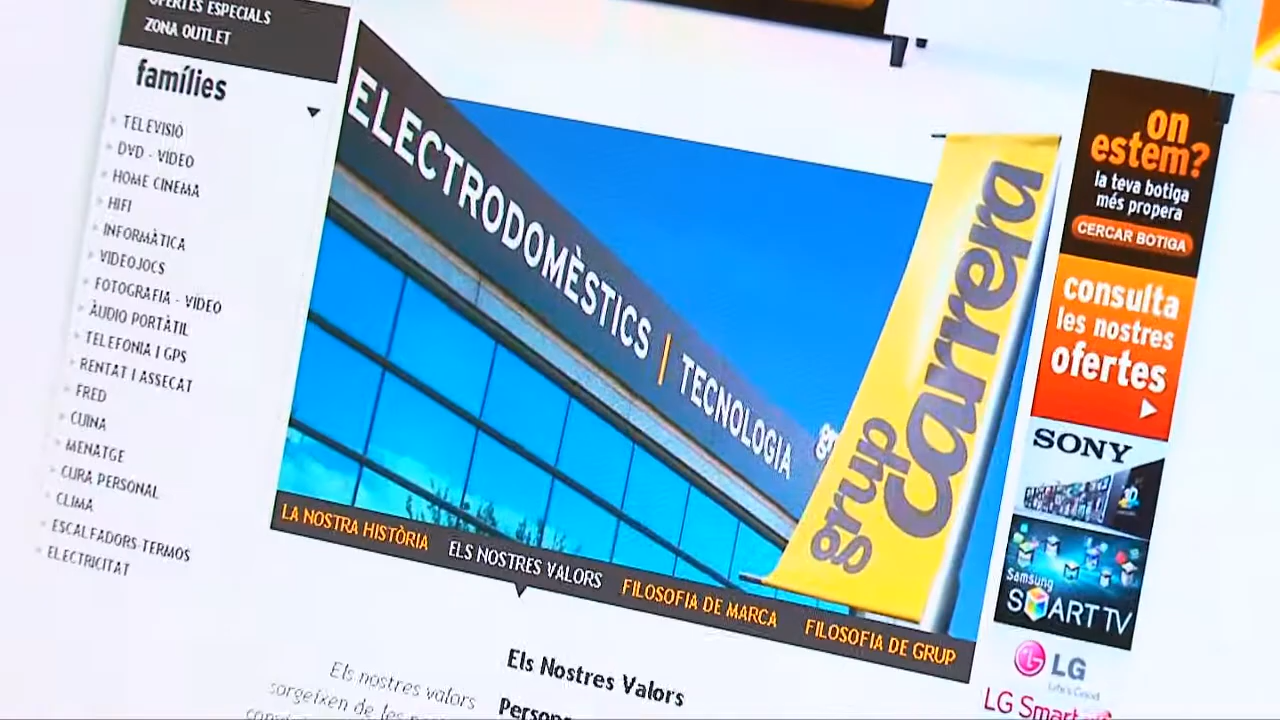 OFERTES ESPECIALS
ZONA OUTLET
famílies
TELEVISIÓ
DVD - VÍDEO
HOME CINEMA
HIFI
INFORMÀTICA
VIDEOJOCS
FOTOGRAFIA - VÍDEO
ÀUDIO PORTÀTIL
TELEFONIA I GPS
RENTAT I ASSECAT
FRED
CUINA
MENATGE
CURA PERSONAL
CLIMA
ESCALFADORS-TERMOS
ELECTRICITAT
ELECTRODOMÈSTICS | TECNOLOGIA
grup Carrera
LA NOSTRA HISTÒRIA
ELS NOSTRES VALORS
FILOSOFIA DE MARCA
FILOSOFIA DE GRUP
Els Nostres Valors
Els nostres valors
sorgeixen de les
on
estem?
la teva botiga
més propera
CERCAR BOTIGA
consulta
les nostres
ofertes
SONY
Samsung
SMART TV
LG
Life's Good
LG Smart